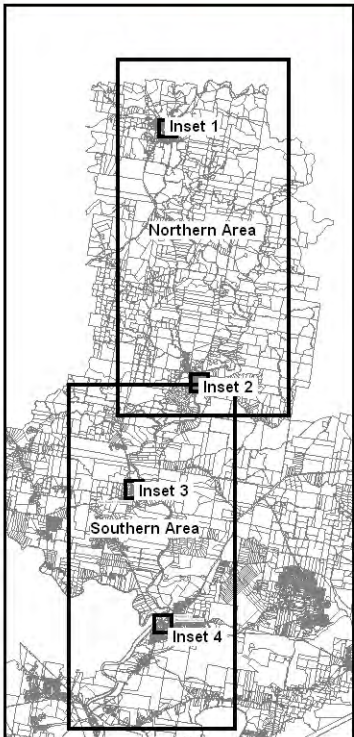 Inset 1
Northern Area
Inset 2
Inset 3
Southern Area
Inset 4